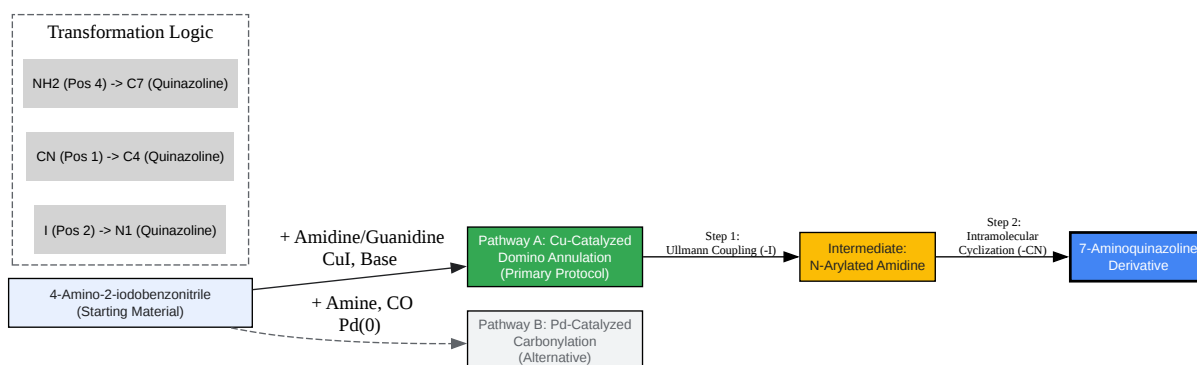 Transformation Logic
NH2 (Pos 4) -> C7 (Quinazoline)
CN (Pos 1) -> C4 (Quinazoline)
I (Pos 2) -> N1 (Quinazoline)
4-Amino-2-iodobenzonitrile
(Starting Material)
+ Amidine/Guanidine
CuI, Base
+ Amine, CO
Pd(0)
Pathway A: Cu-Catalyzed
Domino Annulation
(Primary Protocol)
Pathway B: Pd-Catalyzed
Carbonylation
(Alternative)
Step 1:
Ullmann Coupling (-I)
Intermediate:
N-Arylated Amidine
Step 2:
Intramolecular
Cyclization (-CN)
7-Aminoquinazoline
Derivative